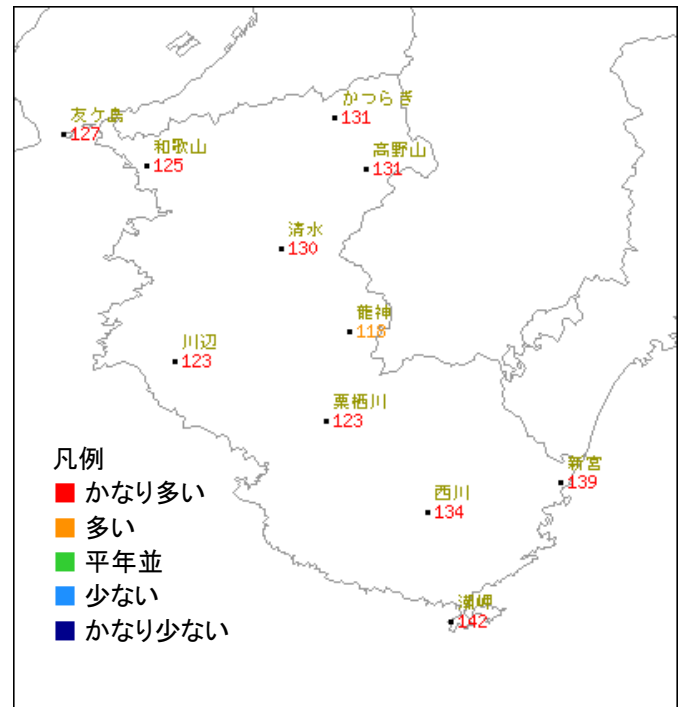 かつらぎ
131
友ケ島
127
和歌山
125
高野山
131
清水
130
龍神
川辺
123
栗栖川
123
新宮
139
西川
134
潮岬
142
凡例
かなり多い
多い
平年並
少ない
かなり少ない